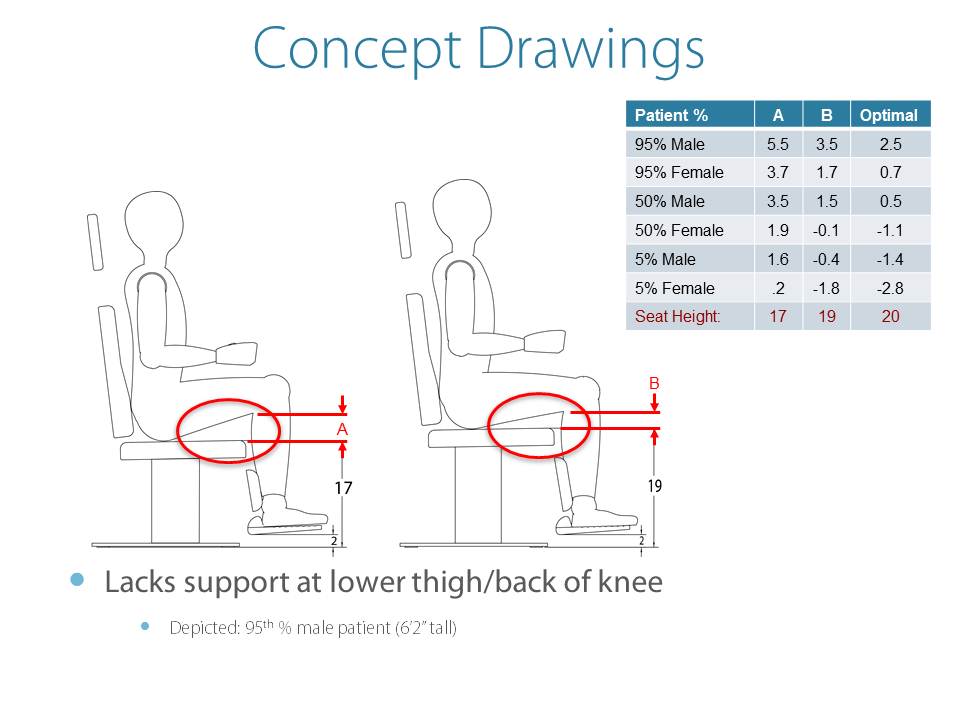 Concept Drawings
Patient % A B Optimal
95% Male 5.5 3.5 2.5
95% Female 3.7 1.7 0.7
50% Male 3.5 1.5 0.5
50% Female 1.9 -0.1 -1.1
5% Male 1.6 -0.4 -1.4
5% Female .2 -1.8 -2.8
Seat Height: 17 19 20
A
17
2
B
19
2
Lacks support at lower thigh/back of knee
Depicted: 95th % male patient (6’2” tall)